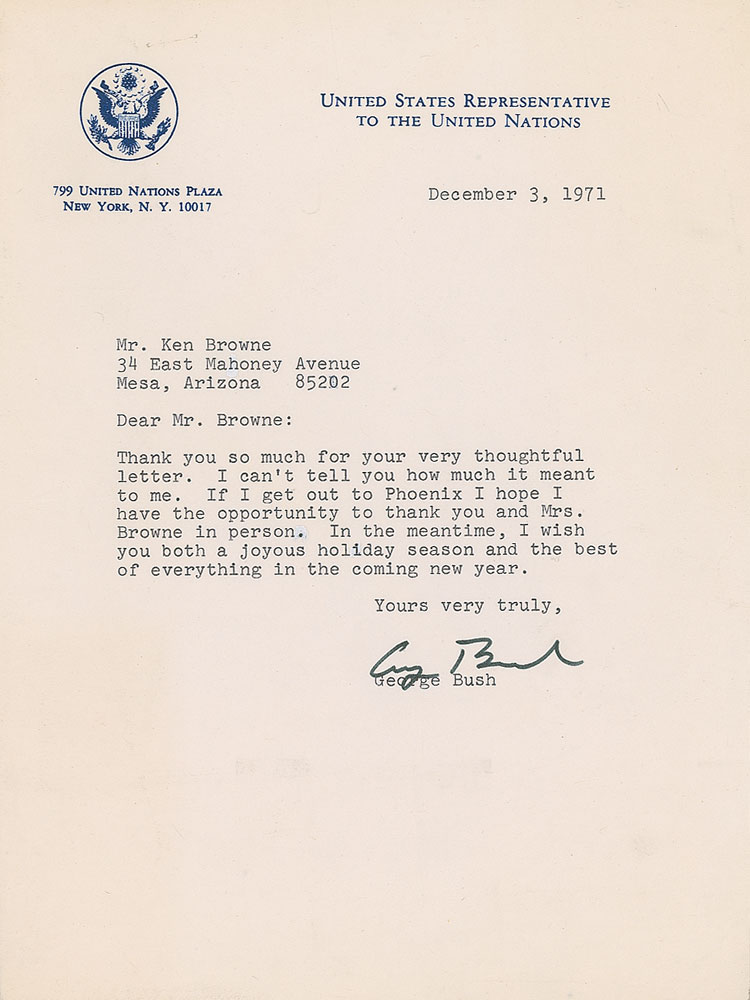 UNITED STATES REPRESENTATIVE
TO THE UNITED NATIONS
799 UNITED NATIONS PLAZA
NEW YORK, N. Y. 10017
December 3, 1971
Mr. Ken Browne
34 East Mahoney Avenue
Mesa, Arizona 85202
Dear Mr. Browne:
Thank you so much for your very thoughtful
letter. I can't tell you how much it meant
to me. If I get out to Phoenix I hope I
have the opportunity to thank you and Mrs.
Browne in person. In the meantime, I wish
you both a joyous holiday season and the best
of everything in the coming new year.
Yours very truly,
George Bush